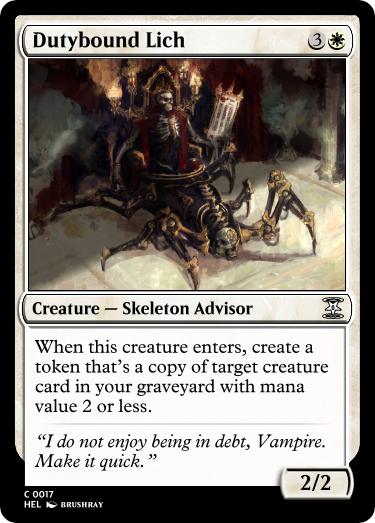 Dutybound Lich 3
Creature — Skeleton Advisor
When this creature enters, create a
token that's a copy of target creature
card in your graveyard with mana
value 2 or less.
“I do not enjoy being in debt, Vampire.
Make it quick.”
2/2
C 0017
HEL BRUSHRAY